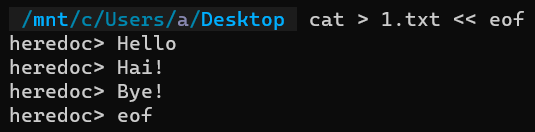 /mnt/c/Users/a/Desktop cat > 1.txt << eof
heredoc> Hello
heredoc> Hai!
heredoc> Bye!
heredoc> eof